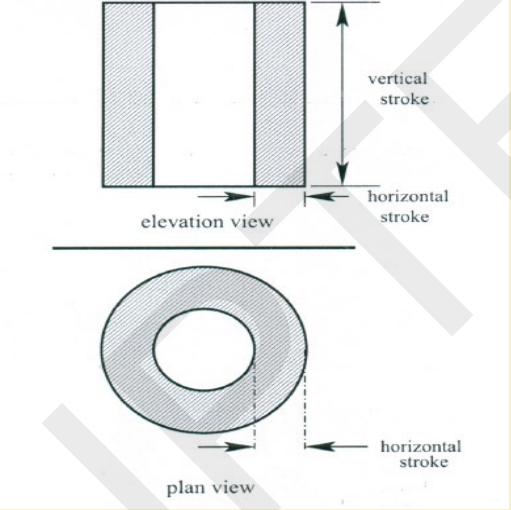 vertical
stroke
horizontal
stroke
elevation view
horizontal
stroke
plan view